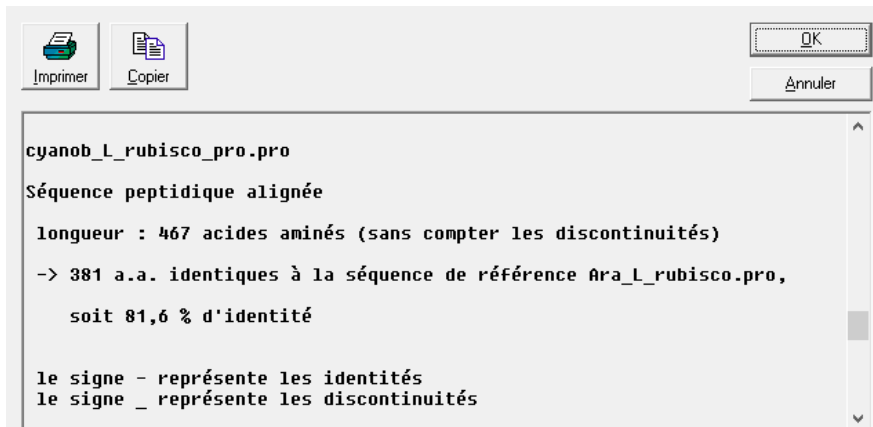 Imprimer
Copier
OK
Annuler
cyanob_L_rubisco_pro.pro
Séquence peptidique alignée
longueur : 467 acides aminés (sans compter les discontinuités)
-> 381 a.a. identiques à la séquence de référence Ara_L_rubisco.pro,
soit 81,6 % d'identité
le signe - représente les identités
le signe _ représente les discontinuités